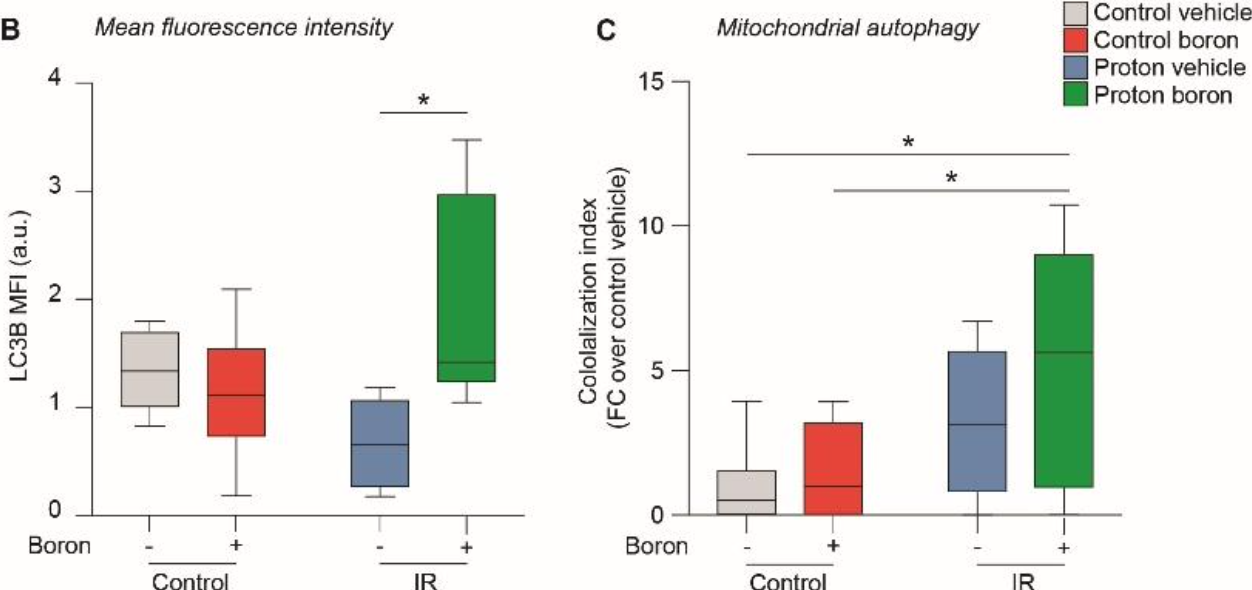 B Mean fluorescence intensity
4
3
2
1
0
LC3B MFI (a.u.)
*
Boron - + - +
Control IR
C Mitochondrial autophagy
Control vehicle
Control boron
Proton vehicle
Proton boron
15
10
5
0
Cololalization index
(FC over control vehicle)
*
*
Boron - + - +
Control IR